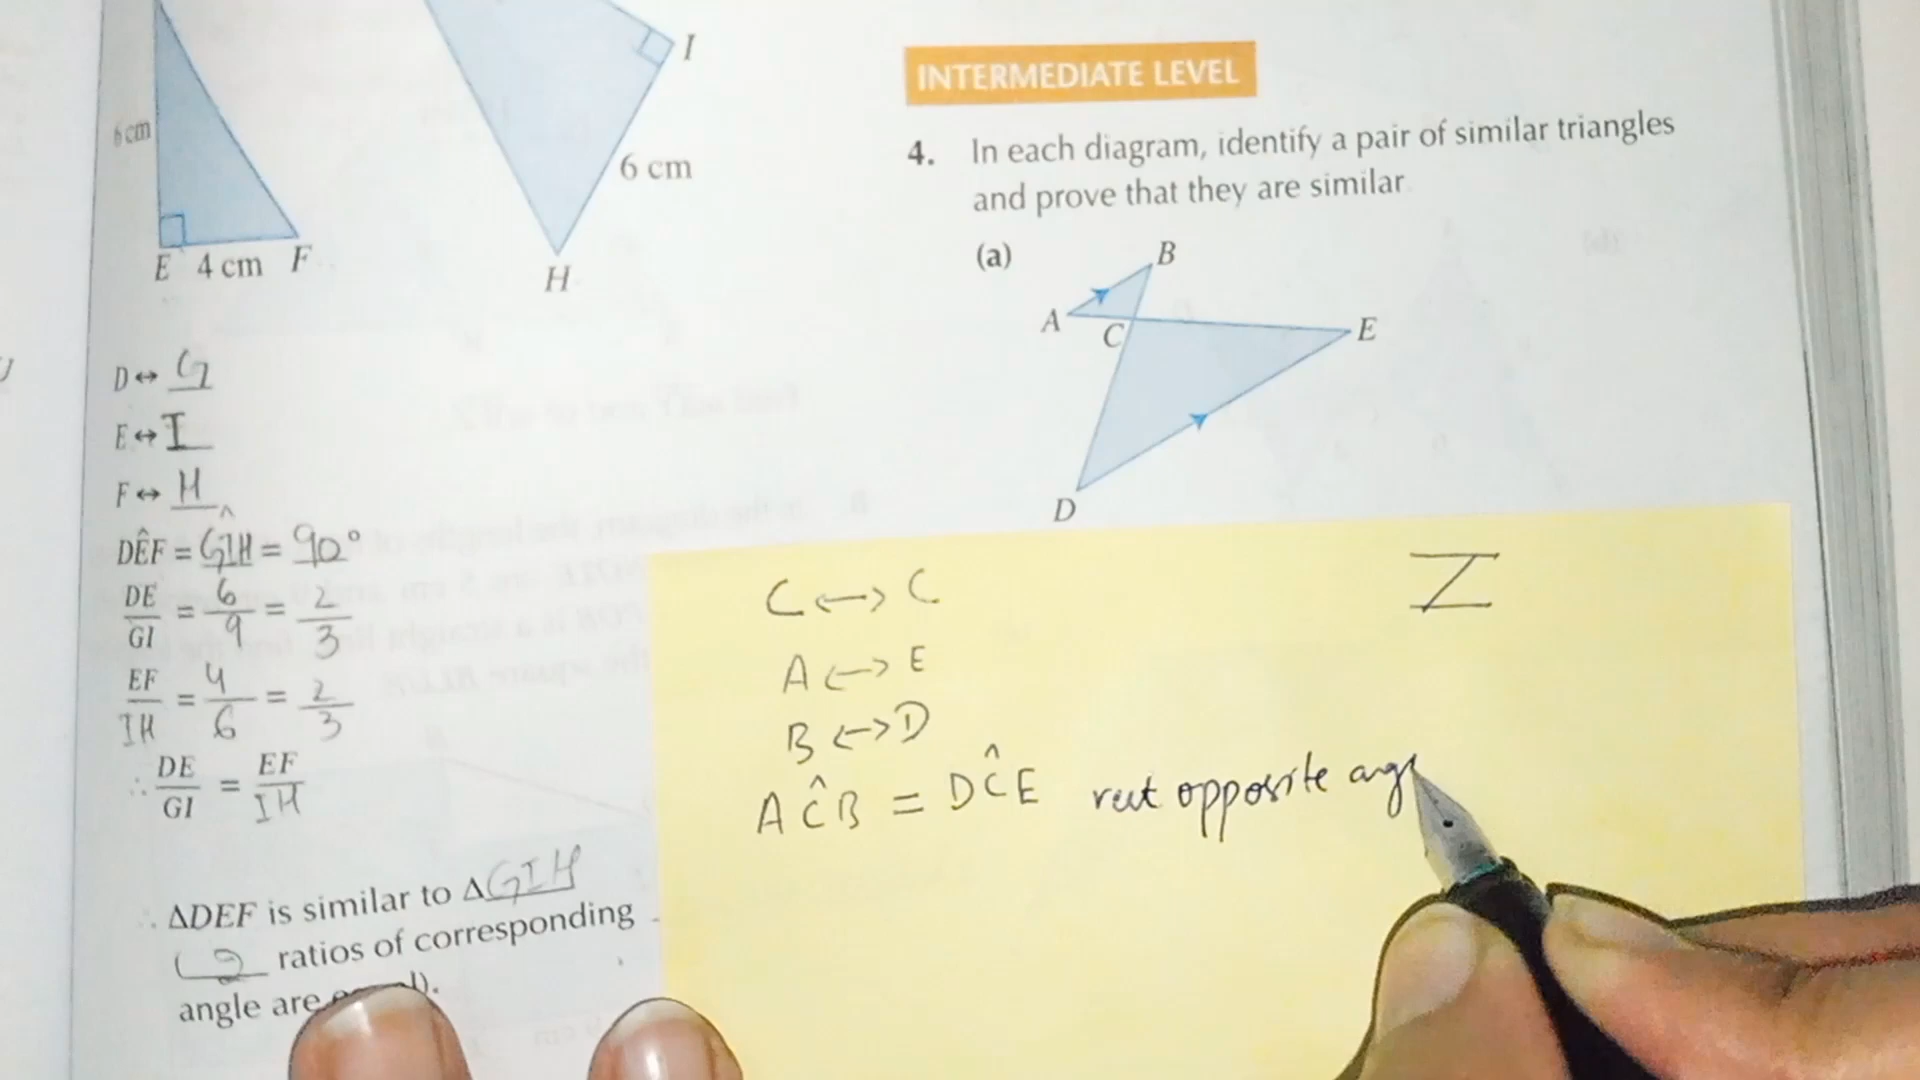 6 cm
E 4 cm F
I
6 cm
H
D ↔ G
E ↔ I
F ↔ H
DÊF = GÎH = 90°
DE/GI = 6/9 = 2/3
EF/IH = 4/6 = 2/3
∴ DE/GI = EF/IH
∴ ΔDEF is similar to ΔGIH
(2 ratios of corresponding
angle are
INTERMEDIATE LEVEL
4. In each diagram, identify a pair of similar triangles
and prove that they are similar
(a)
B
A
C
E
D
C ↔ C
Z
A ↔ E
B ↔ D
AĈB = DĈE opposite ang